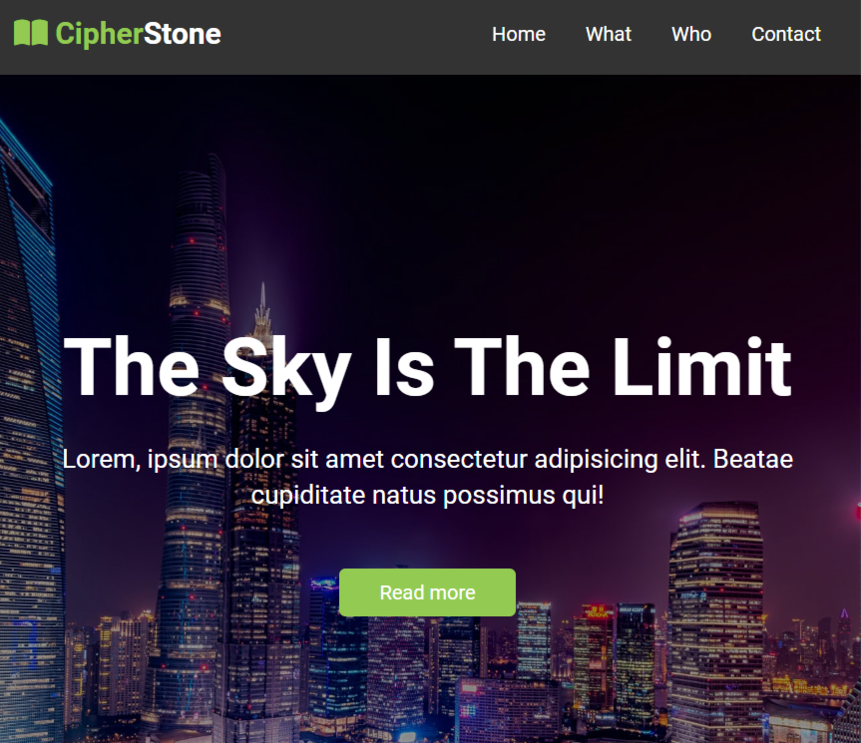 CipherStone
Home What Who Contact
The Sky Is The Limit
Lorem, ipsum dolor sit amet consectetur adipisicing elit. Beatae
cupiditate natus possimus qui!
Read more